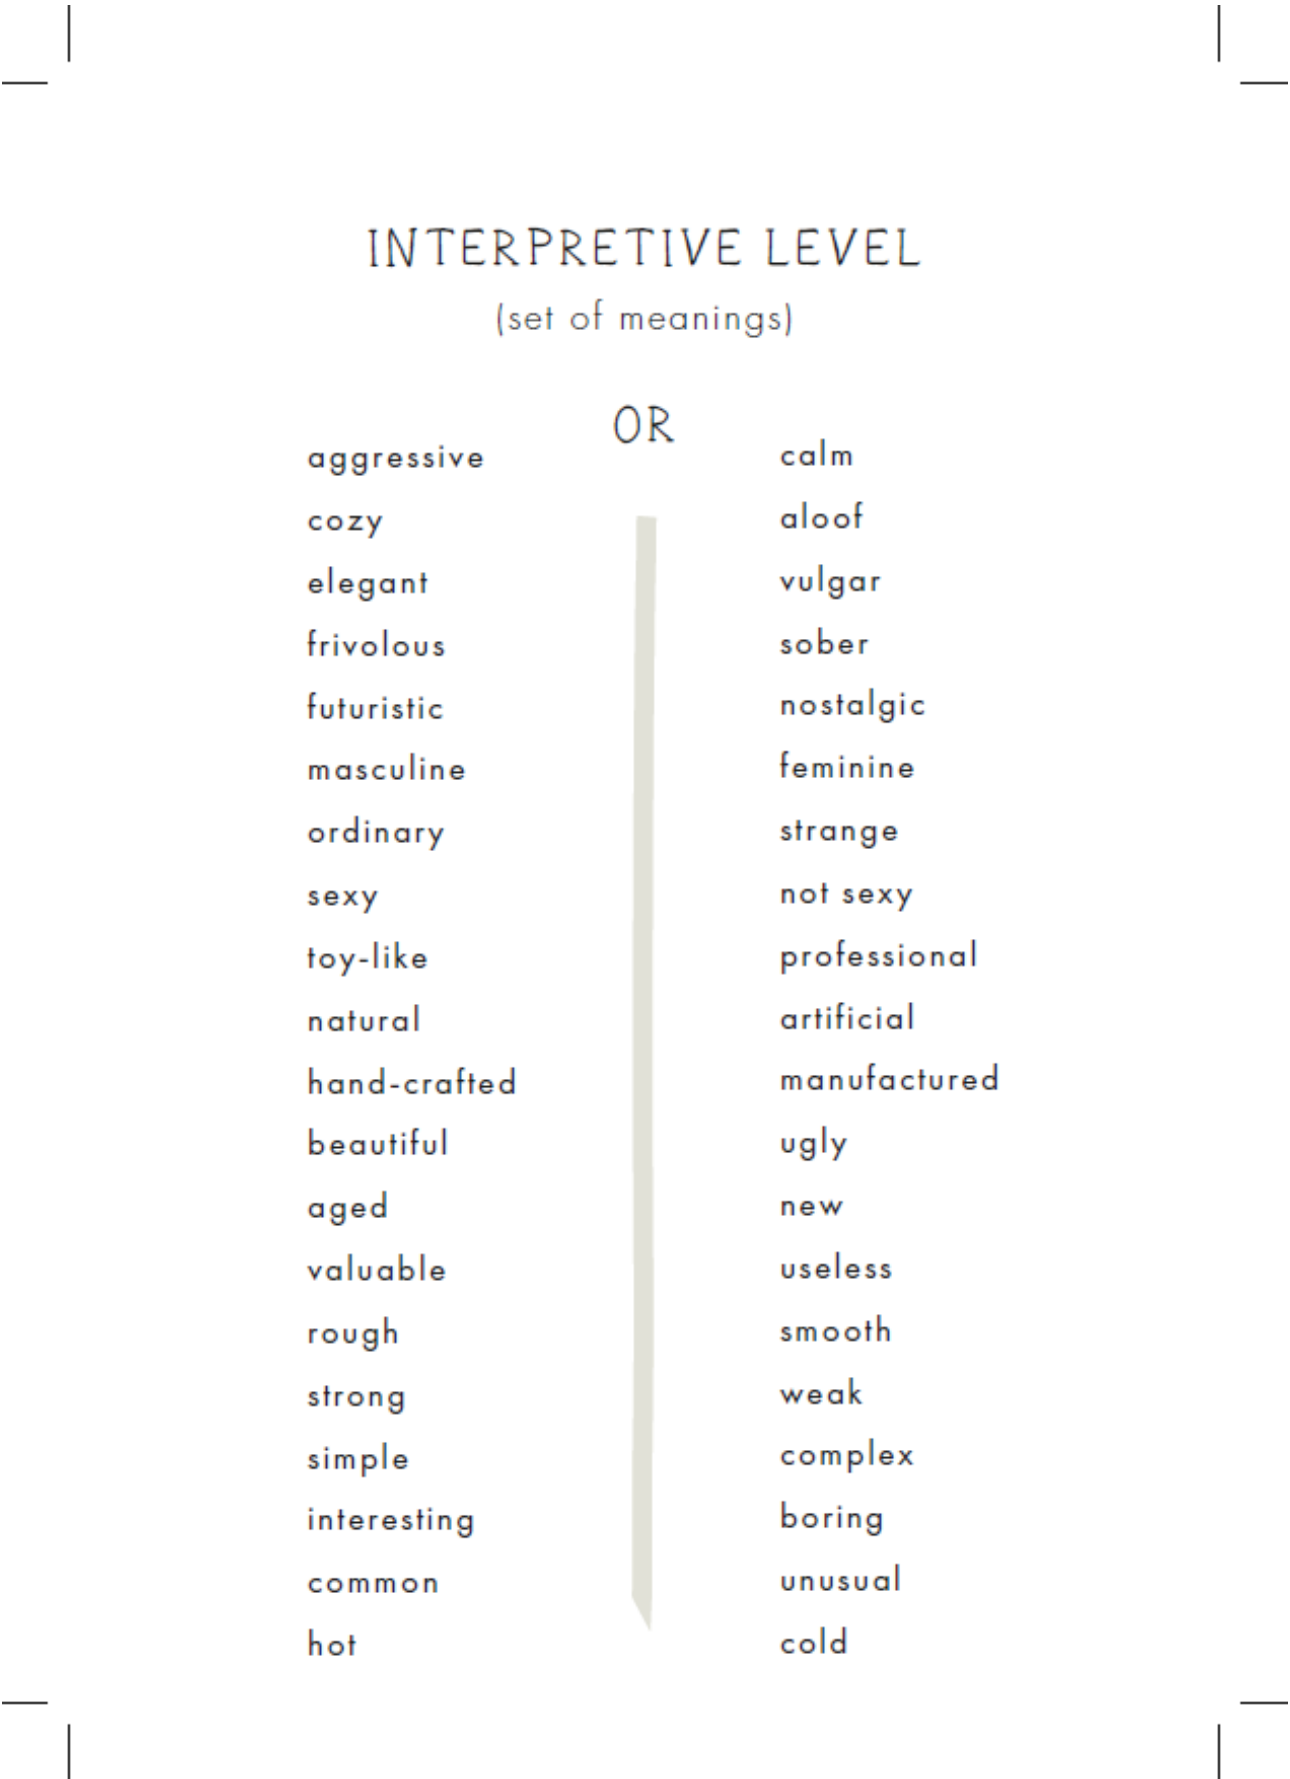 INTERPRETIVE LEVEL
(set of meanings)
OR
aggressive calm
cozy aloof
elegant vulgar
frivolous sober
futuristic nostalgic
masculine feminine
ordinary strange
sexy not sexy
toy-like professional
natural artificial
hand-crafted manufactured
beautiful ugly
aged new
valuable useless
rough smooth
strong weak
simple complex
interesting boring
common unusual
hot cold